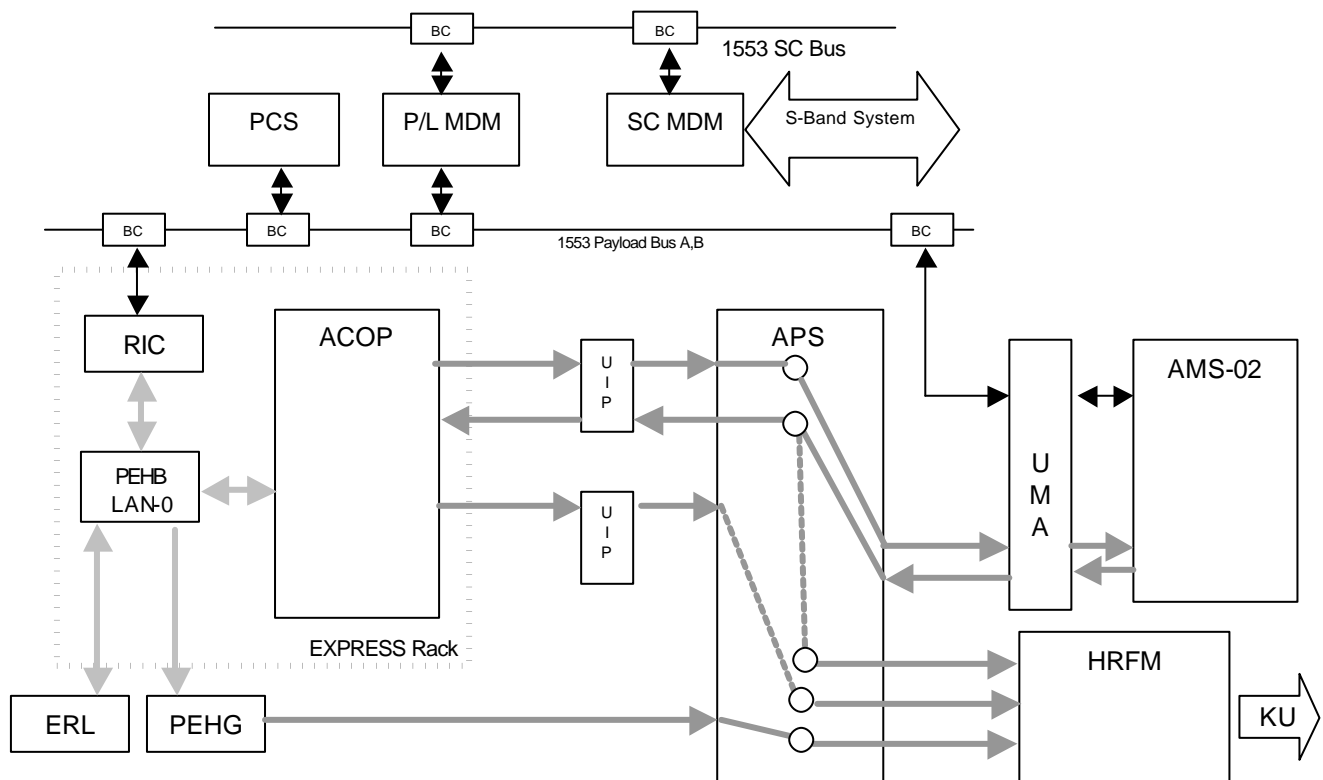 BC
BC
1553 SC Bus
PCS
P/L MDM
SC MDM
S-Band System
BC
BC
BC
BC
1553 Payload Bus A,B
RIC
ACOP
U
I
P
APS
AMS-02
PEHB
LAN-0
U
M
A
U
I
P
EXPRESS Rack
HRFM
ERL
PEHG
KU